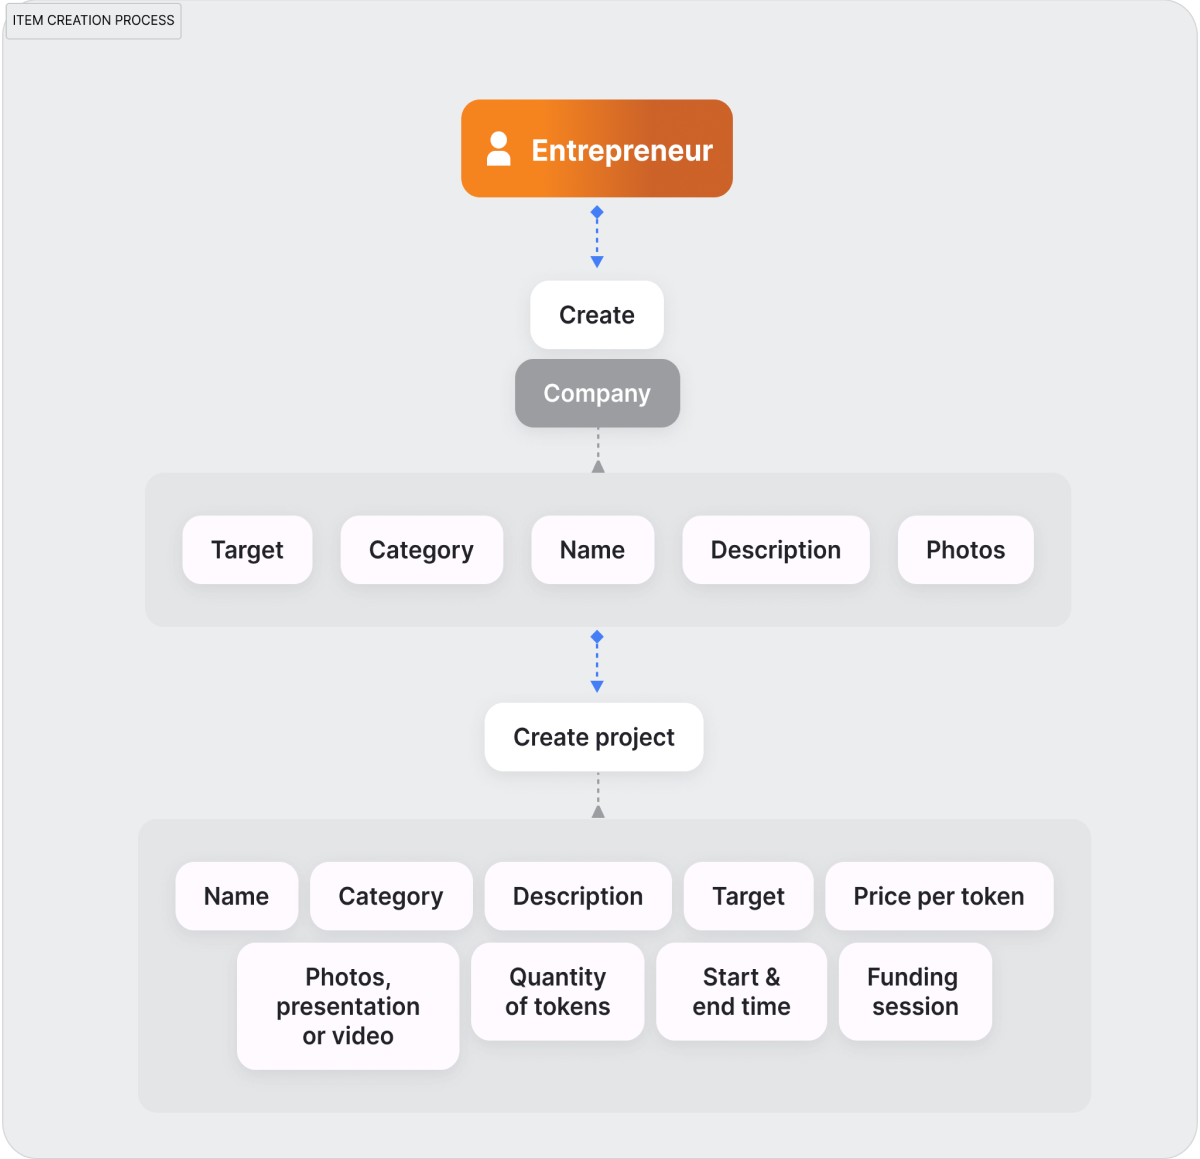 ITEM CREATION PROCESS
Entrepreneur
Create
Company
Target
Category
Name
Description
Photos
Create project
Name
Category
Description
Target
Price per token
Photos,
presentation
or video
Quantity
of tokens
Start &
end time
Funding
session